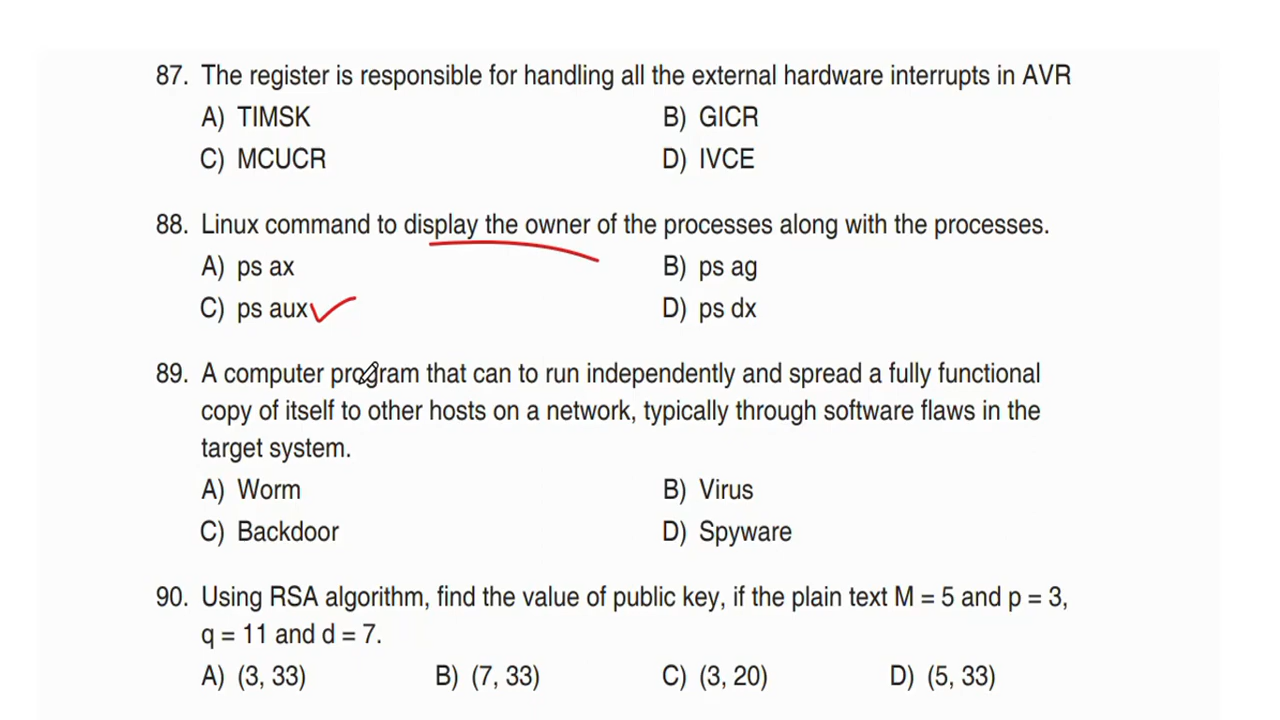 87. The register is responsible for handling all the external hardware interrupts in AVR
A) TIMSK B) GICR
C) MCUCR D) IVCE
88. Linux command to display the owner of the processes along with the processes.
A) ps ax B) ps ag
C) ps aux D) ps dx
89. A computer program that can to run independently and spread a fully functional
copy of itself to other hosts on a network, typically through software flaws in the
target system.
A) Worm B) Virus
C) Backdoor D) Spyware
90. Using RSA algorithm, find the value of public key, if the plain text M = 5 and p = 3,
q = 11 and d = 7.
A) (3, 33) B) (7, 33) C) (3, 20) D) (5, 33)